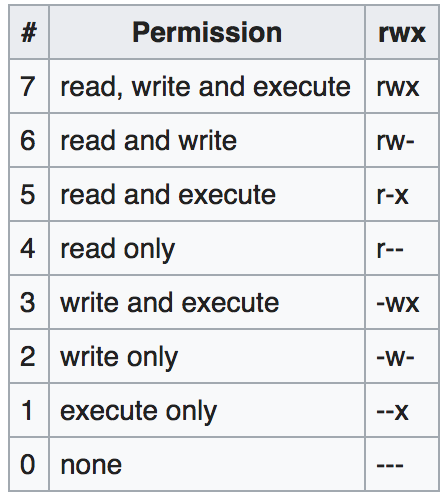 # Permission rwx
7 read, write and execute rwx
6 read and write rw-
5 read and execute r-x
4 read only r--
3 write and execute -wx
2 write only -w-
1 execute only --x
0 none ---